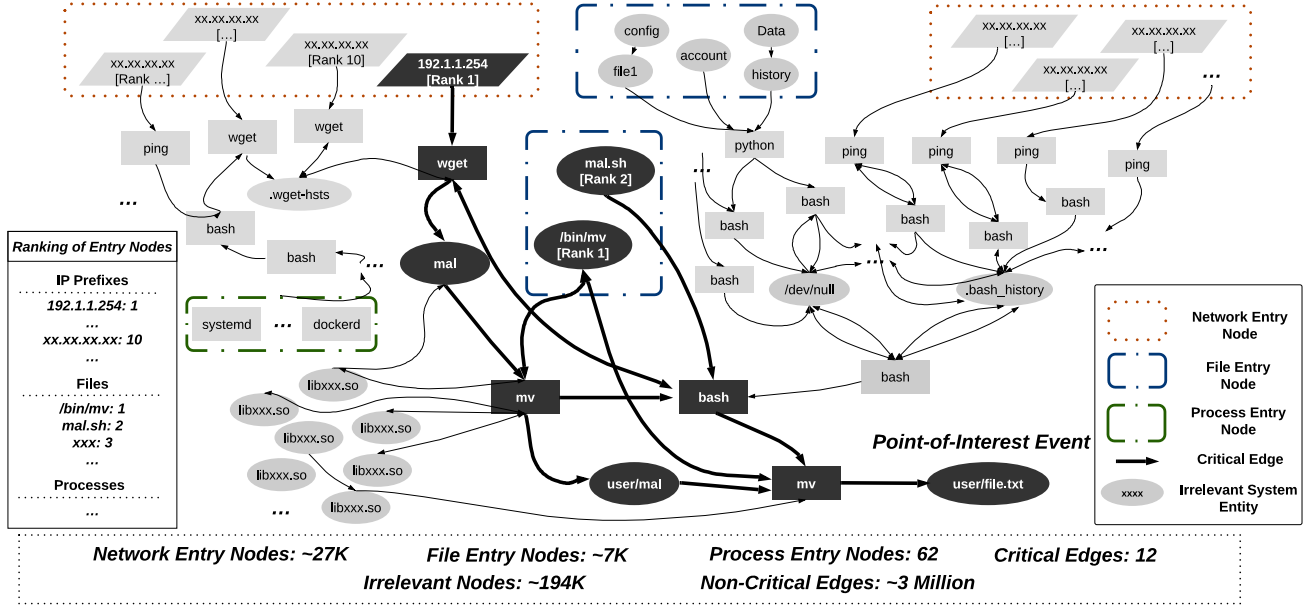 xx.xx.xx.xx
[...]
xx.xx.xx.xx
[Rank ...]
xx.xx.xx.xx
[Rank 10]
192.1.1.254
[Rank 1]
config
Data
file1
account
history
xx.xx.xx.xx
[...]
xx.xx.xx.xx
[...]
xx.xx.xx.xx
[...]
...
ping
wget
wget
wget
mal.sh
[Rank 2]
python
ping
ping
ping
ping
.wget-hsts
...
...
bash
bash
bash
bash
bash
bash
bash
/bin/mv
[Rank 1]
mal
bash
...
...
...
bash
/dev/null
.bash_history
systemd
...
dockerd
Ranking of Entry Nodes
IP Prefixes
192.1.1.254: 1
...
xx.xx.xx.xx: 10
...
Files
/bin/mv: 1
mal.sh: 2
xxx: 3
...
Processes
...
libxxx.so
libxxx.so
libxxx.so
libxxx.so
libxxx.so
libxxx.so
libxxx.so
...
mv
bash
bash
user/mal
mv
user/file.txt
Point-of-Interest Event
Network Entry
Node
File Entry
Node
Process Entry
Node
Critical Edge
xxxx
Irrelevant System
Entity
Network Entry Nodes: ~27K
File Entry Nodes: ~7K
Process Entry Nodes: 62
Critical Edges: 12
Irrelevant Nodes: ~194K
Non-Critical Edges: ~3 Million